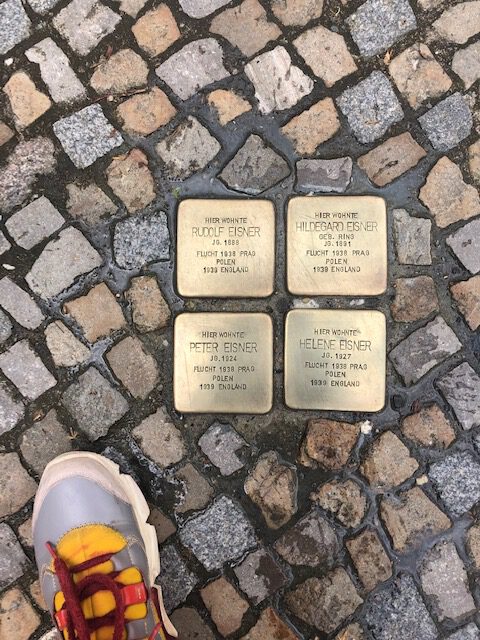 HIER WOHNTE
RUDOLF EISNER
JG. 1888
FLUCHT 1938 PRAG
POLEN
1939 ENGLAND
HIER WOHNTE
HILDEGARD EISNER
GEB. RING
JG. 1891
FLUCHT 1938 PRAG
POLEN
1939 ENGLAND
HIER WOHNTE
PETER EISNER
JG. 1924
FLUCHT 1938 PRAG
POLEN
1939 ENGLAND
HIER WOHNTE
HELENE EISNER
JG. 1927
FLUCHT 1938 PRAG
POLEN
1939 ENGLAND